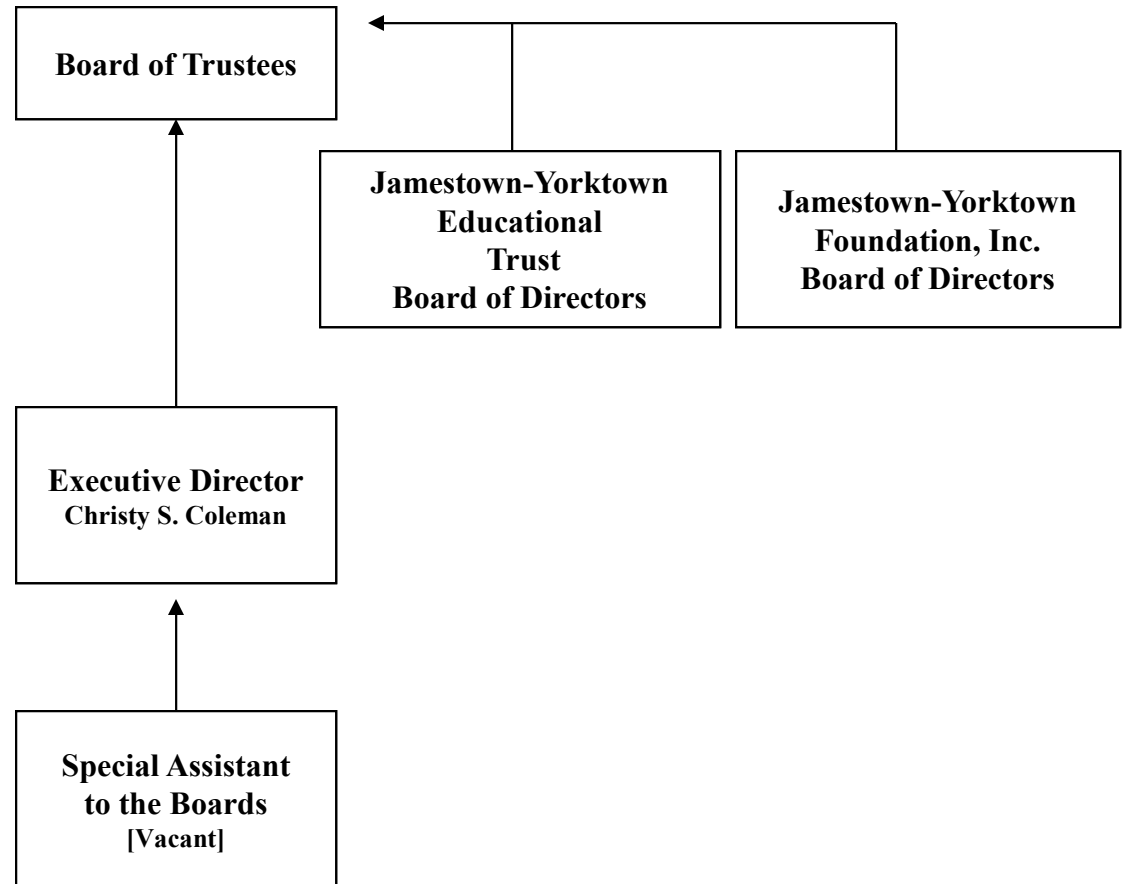 Board of Trustees
Jamestown-Yorktown
Educational
Trust
Board of Directors
Jamestown-Yorktown
Foundation, Inc.
Board of Directors
Executive Director
Christy S. Coleman
Special Assistant
to the Boards
[Vacant]